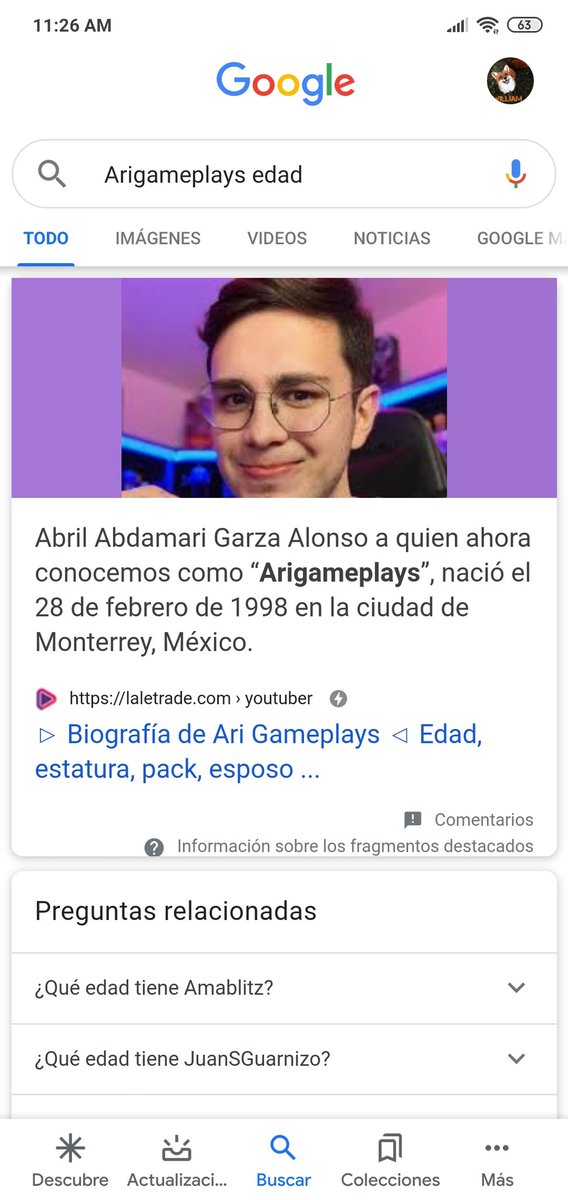 11:26 AM
63
Google
Arigameplays edad
TODO IMÁGENES VIDEOS NOTICIAS GOOGLE M
Abril Abdamari Garza Alonso a quien ahora
conocemos como “Arigameplays”, nació el
28 de febrero de 1998 en la ciudad de
Monterrey, México.
https://laletrade.com › youtuber
▷ Biografía de Ari Gameplays ◁ Edad,
estatura, pack, esposo ...
Comentarios
Información sobre los fragmentos destacados
Preguntas relacionadas
¿Qué edad tiene Amablitz?
¿Qué edad tiene JuanSGuarnizo?
Descubre Actualizaci... Buscar Colecciones Más